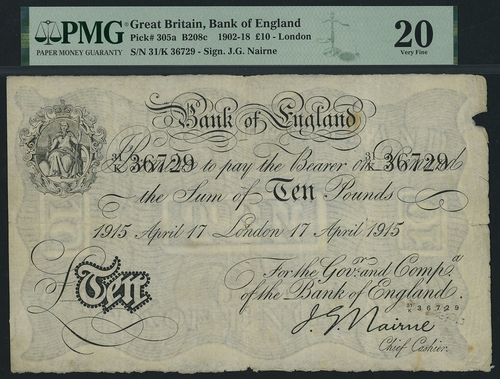 PMG
PAPER MONEY GUARANTY
Great Britain, Bank of England
Pick# 305a B208c 1902-18 £10 - London
S/N 31/K 36729 - Sign. J.G. Nairne
20
Very Fine
Bank of England
31/K 36729 31/K 36729
Promise to pay the Bearer on Demand
the Sum of Ten Pounds
1915 April 17 London 17 April 1915
For the Govr. and Compa.
of the Bank of England.
31/K 36729
£Ten
J.G. Nairne
Chief Cashier.